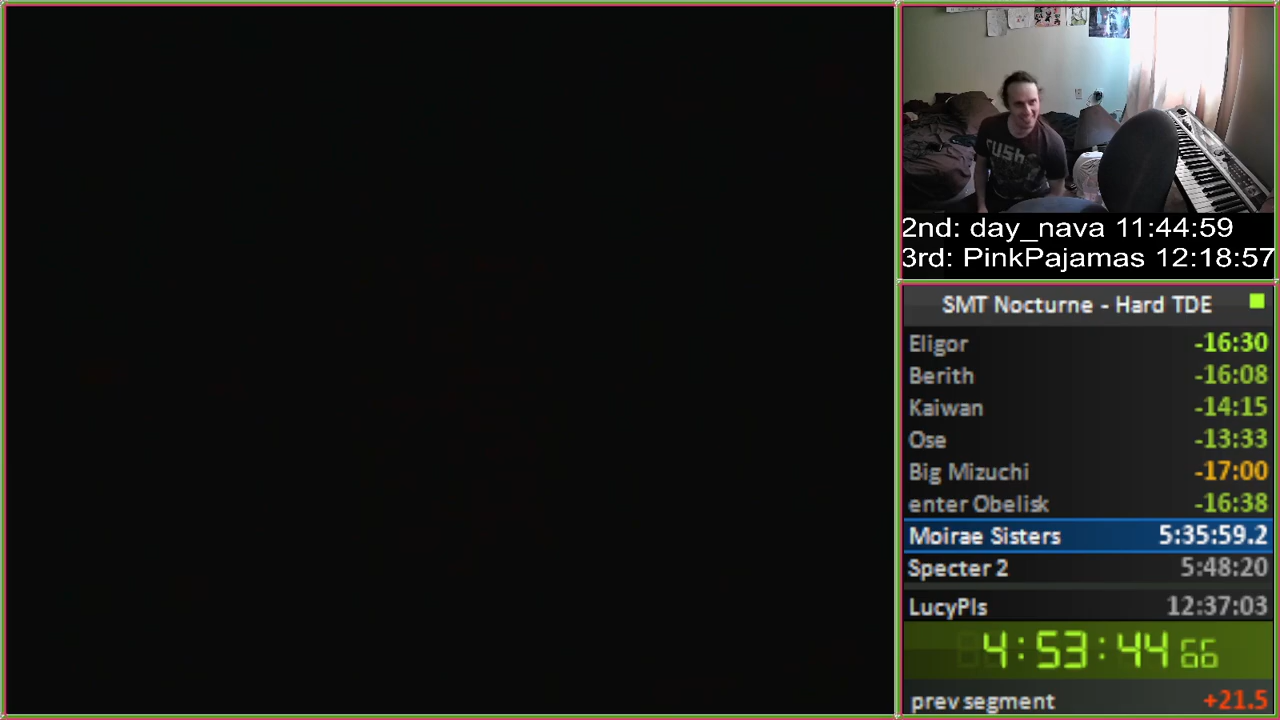 rush
2nd: day_nava 11:44:59
3rd: PinkPajamas 12:18:57
SMT Nocturne - Hard TDE
Eligor -16:30
Berith -16:08
Kaiwan -14:15
Ose -13:33
Big Mizuchi -17:00
enter Obelisk -16:38
Moirae Sisters 5:35:59.2
Specter 2 5:48:20
LucyPls 12:37:03
4:53:44 66
prev segment +21.5